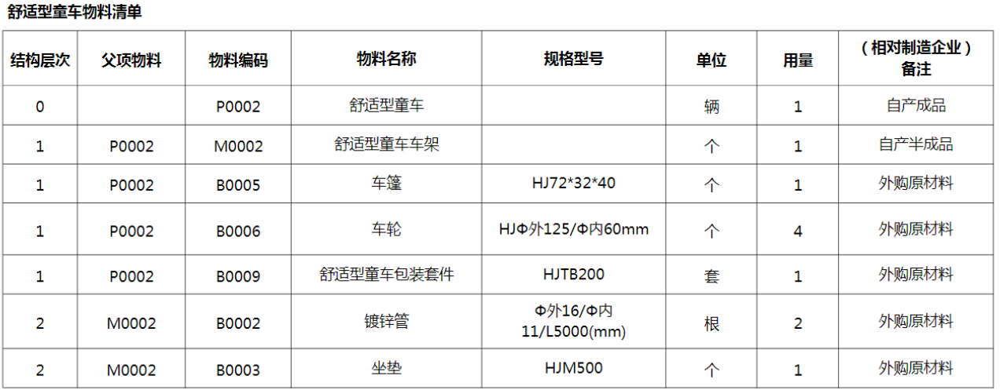 舒适型童车物料清单
结构层次 父项物料 物料编码 物料名称 规格型号 单位 用量 （相对制造企业）
备注
0 P0002 舒适型童车 辆 1 自产成品
1 P0002 M0002 舒适型童车车架 个 1 自产半成品
1 P0002 B0005 车篷 HJ72*32*40 个 1 外购原材料
1 P0002 B0006 车轮 HJΦ外125/Φ内60mm 个 4 外购原材料
1 P0002 B0009 舒适型童车包装套件 HJTB200 套 1 外购原材料
2 M0002 B0002 镀锌管 Φ外16/Φ内
11/L5000(mm) 根 2 外购原材料
2 M0002 B0003 坐垫 HJM500 个 1 外购原材料